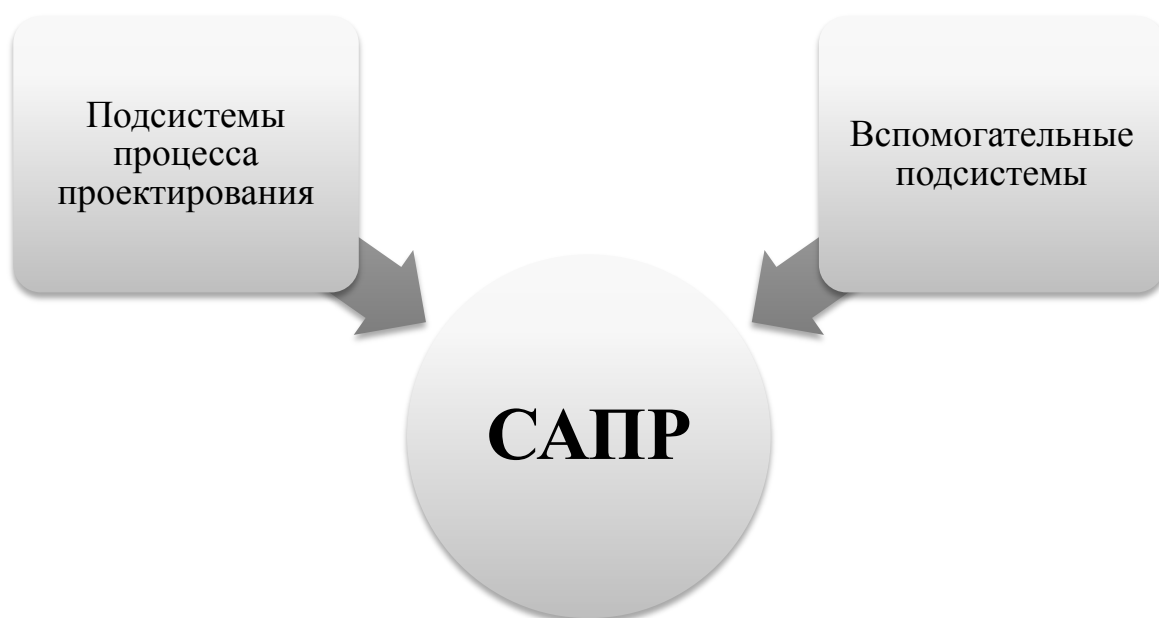 Подсистемы
процесса
проектирования
Вспомогательные
подсистемы
САПР